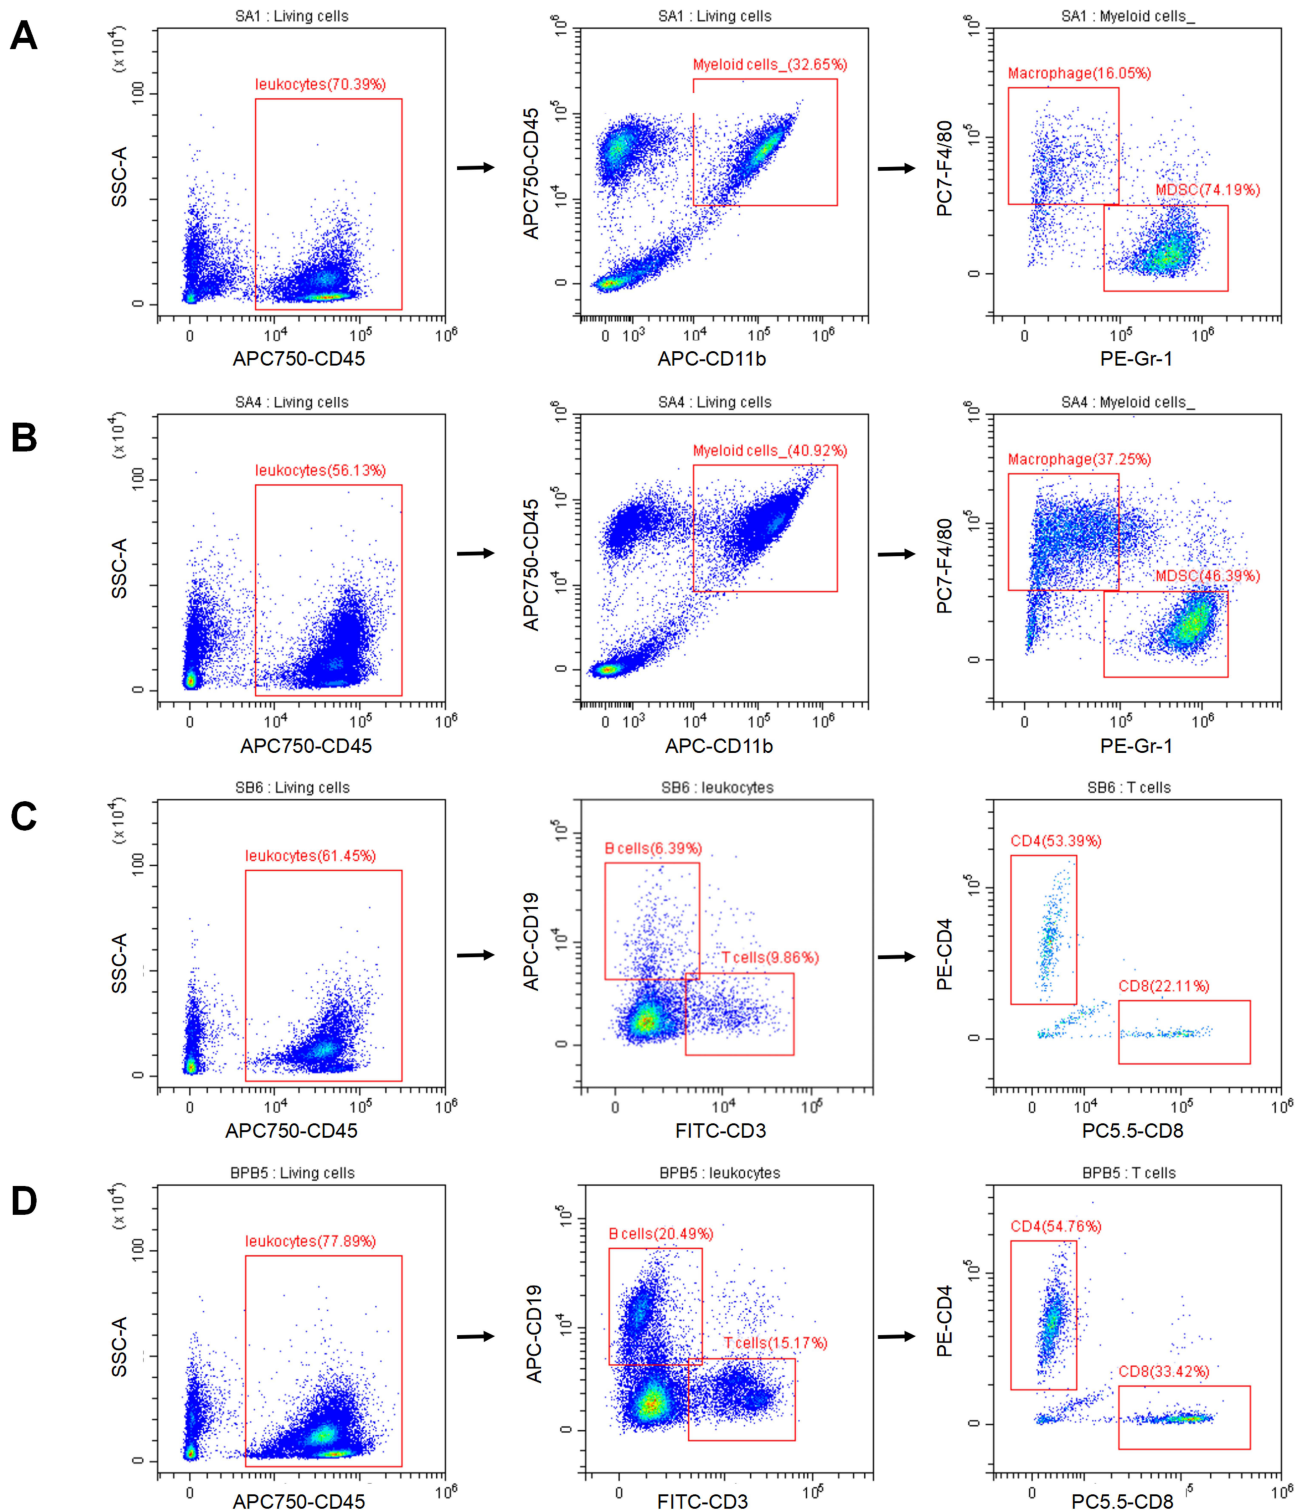 A
SA1 : Living cells
(x10⁴)
SSC-A
100
0
leukocytes(70.39%)
0 10⁴ 10⁵ 10⁶
APC750-CD45
SA1 : Living cells
APC750-CD45
10⁶
10⁵
10⁴
0
Myeloid cells_(32.65%)
0 10³ 10⁴ 10⁵ 10⁶
APC-CD11b
SA1 : Myeloid cells_
PC7-F4/80
10⁶
10⁵
0
Macrophage(16.05%)
MDSC(74.19%)
0 10⁵ 10⁶
PE-Gr-1
B
SA4 : Living cells
(x10⁴)
SSC-A
100
0
leukocytes(56.13%)
0 10⁴ 10⁵ 10⁶
APC750-CD45
SA4 : Living cells
APC750-CD45
10⁶
10⁵
10⁴
0
Myeloid cells_(40.92%)
0 10³ 10⁴ 10⁵ 10⁶
APC-CD11b
SA4 : Myeloid cells_
PC7-F4/80
10⁶
10⁵
0
Macrophage(37.25%)
MDSC(46.39%)
0 10⁵ 10⁶
PE-Gr-1
C
SB6 : Living cells
(x10⁴)
SSC-A
100
0
leukocytes(61.45%)
0 10⁴ 10⁵ 10⁶
APC750-CD45
SB6 : leukocytes
APC-CD19
10⁵
10⁴
0
B cells(6.39%)
T cells(9.86%)
0 10⁴ 10⁵
FITC-CD3
SB6 : T cells
PE-CD4
10⁵
0
CD4(53.39%)
CD8(22.11%)
0 10⁴ 10⁵ 10⁶
PC5.5-CD8
D
BPB5 : Living cells
(x10⁴)
SSC-A
100
0
leukocytes(77.89%)
0 10⁴ 10⁵ 10⁶
APC750-CD45
BPB5 : leukocytes
APC-CD19
10⁵
10⁴
0
B cells(20.49%)
T cells(15.17%)
0 10⁴ 10⁵
FITC-CD3
BPB5 : T cells
PE-CD4
10⁵
0
CD4(54.76%)
CD8(33.42%)
0 10⁶
PC5.5-CD8